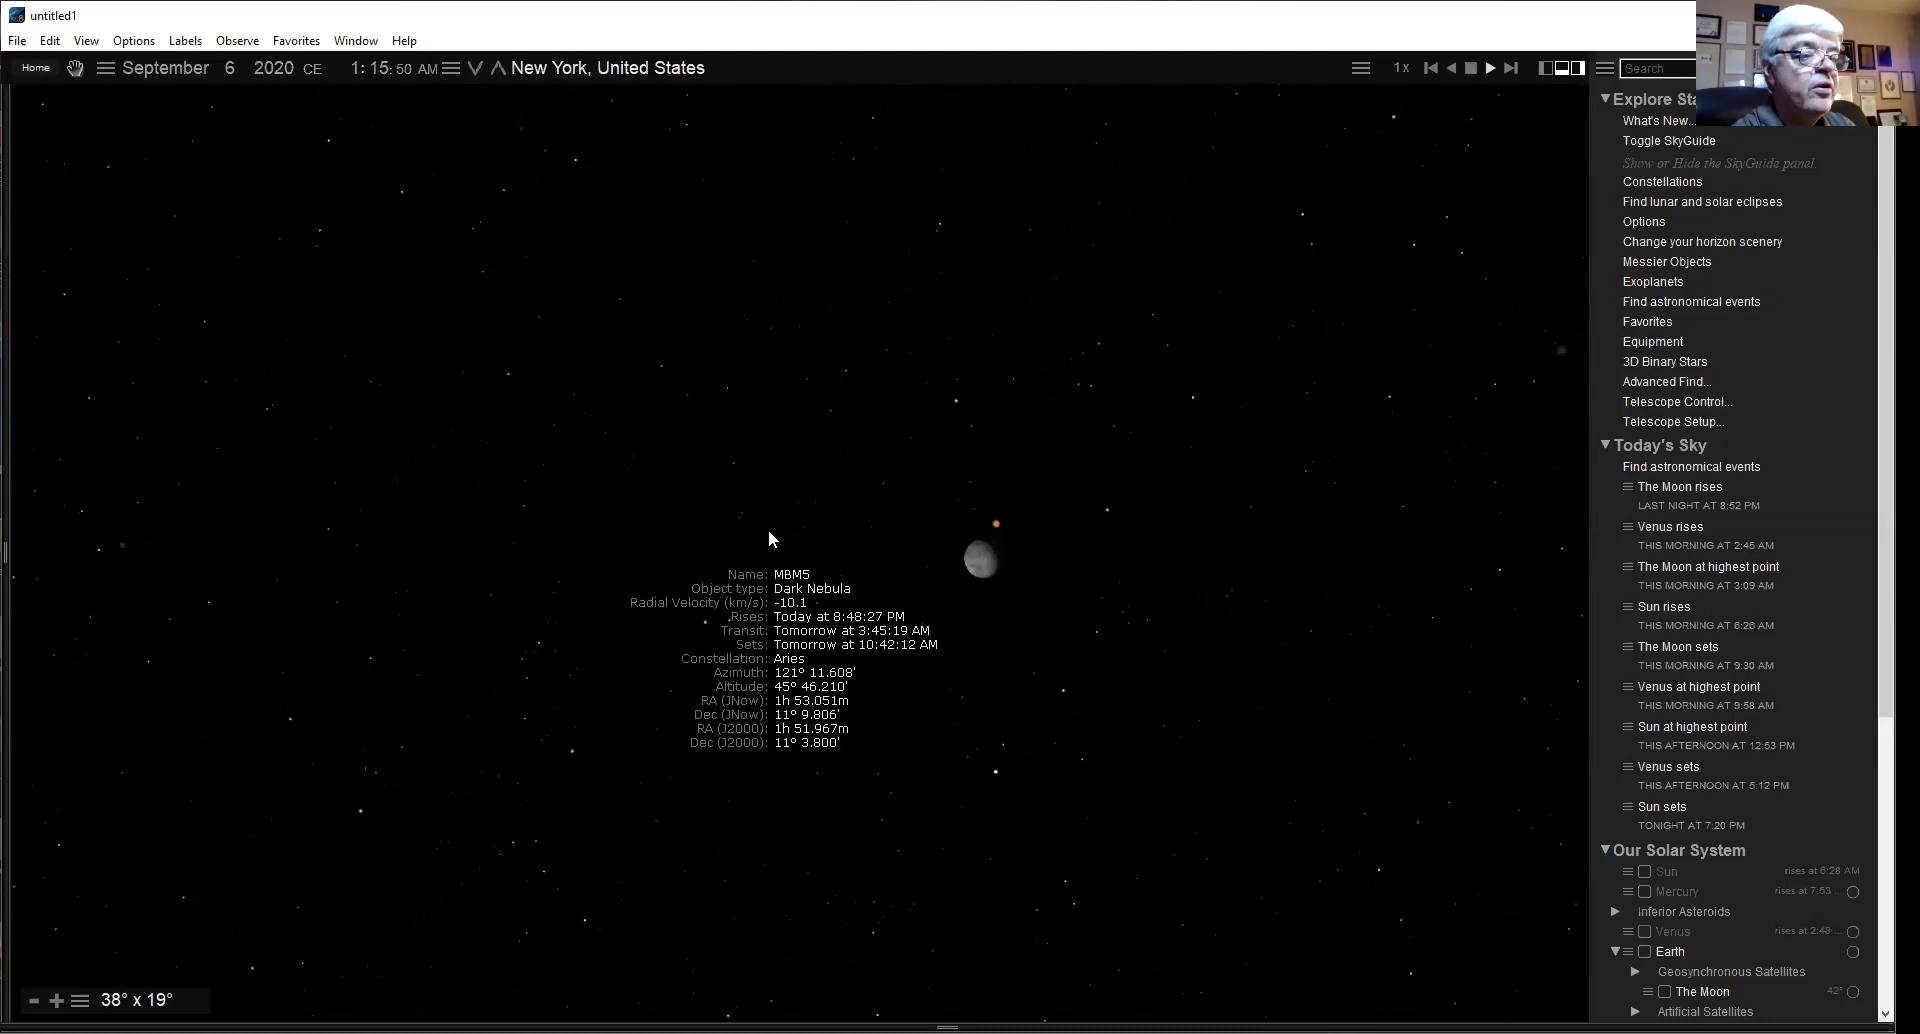 untitled1
File Edit View Options Labels Observe Favorites Window Help
Home September 6 2020 CE 1:15:50 AM New York, United States 1x Search
Explore Sta
What's New...
Toggle SkyGuide
Show or Hide the SkyGuide panel.
Constellations
Find lunar and solar eclipses
Options
Change your horizon scenery
Messier Objects
Exoplanets
Find astronomical events
Favorites
Equipment
3D Binary Stars
Advanced Find...
Telescope Control...
Telescope Setup...
Today's Sky
Find astronomical events
The Moon rises
LAST NIGHT AT 8:52 PM
Venus rises
THIS MORNING AT 2:45 AM
The Moon at highest point
THIS MORNING AT 3:09 AM
Sun rises
THIS MORNING AT 6:28 AM
The Moon sets
THIS MORNING AT 9:30 AM
Venus at highest point
THIS MORNING AT 9:58 AM
Sun at highest point
THIS AFTERNOON AT 12:53 PM
Venus sets
THIS AFTERNOON AT 5:12 PM
Sun sets
TONIGHT AT 7:20 PM
Our Solar System
Sun rises at 6:28 AM
Mercury rises at 7:53 ...
Inferior Asteroids
Venus rises at 2:48 ...
Earth
Geosynchronous Satellites
The Moon 42°
Artificial Satellites
Name: MBM5
Object type: Dark Nebula
Radial Velocity (km/s): -10.1
Rises: Today at 8:48:27 PM
Transit: Tomorrow at 3:45:19 AM
Sets: Tomorrow at 10:42:12 AM
Constellation: Aries
Azimuth: 121° 11.608'
Altitude: 45° 46.210'
RA (JNow): 1h 53.051m
Dec (JNow): 11° 9.806'
RA (J2000): 1h 51.967m
Dec (J2000): 11° 3.800'
38° x 19°